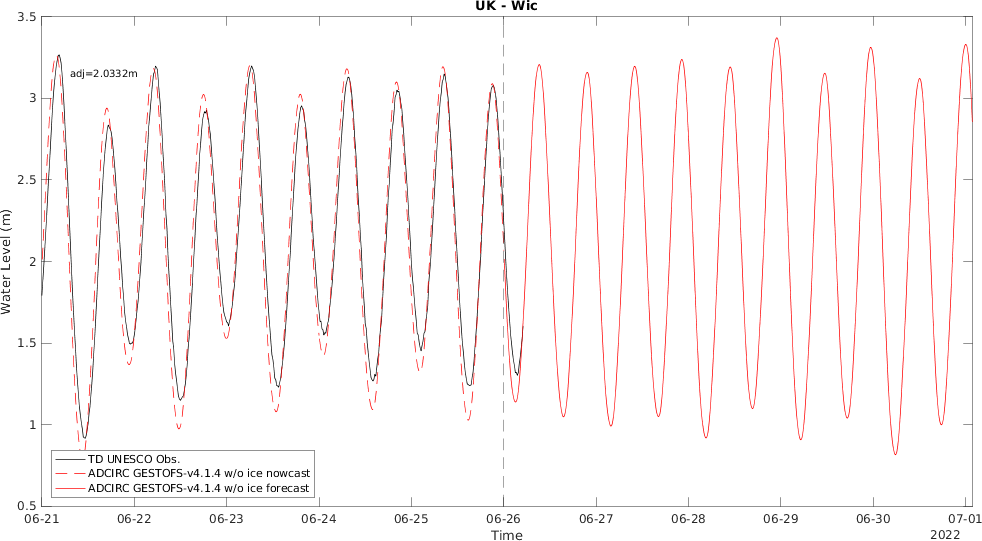 UK - Wic
3.5
3
2.5
2
1.5
1
0.5
Water Level (m)
adj=2.0332m
TD UNESCO Obs.
ADCIRC GESTOFS-v4.1.4 w/o ice nowcast
ADCIRC GESTOFS-v4.1.4 w/o ice forecast
06-21 06-22 06-23 06-24 06-25 06-26 06-27 06-28 06-29 06-30 07-01
Time
2022